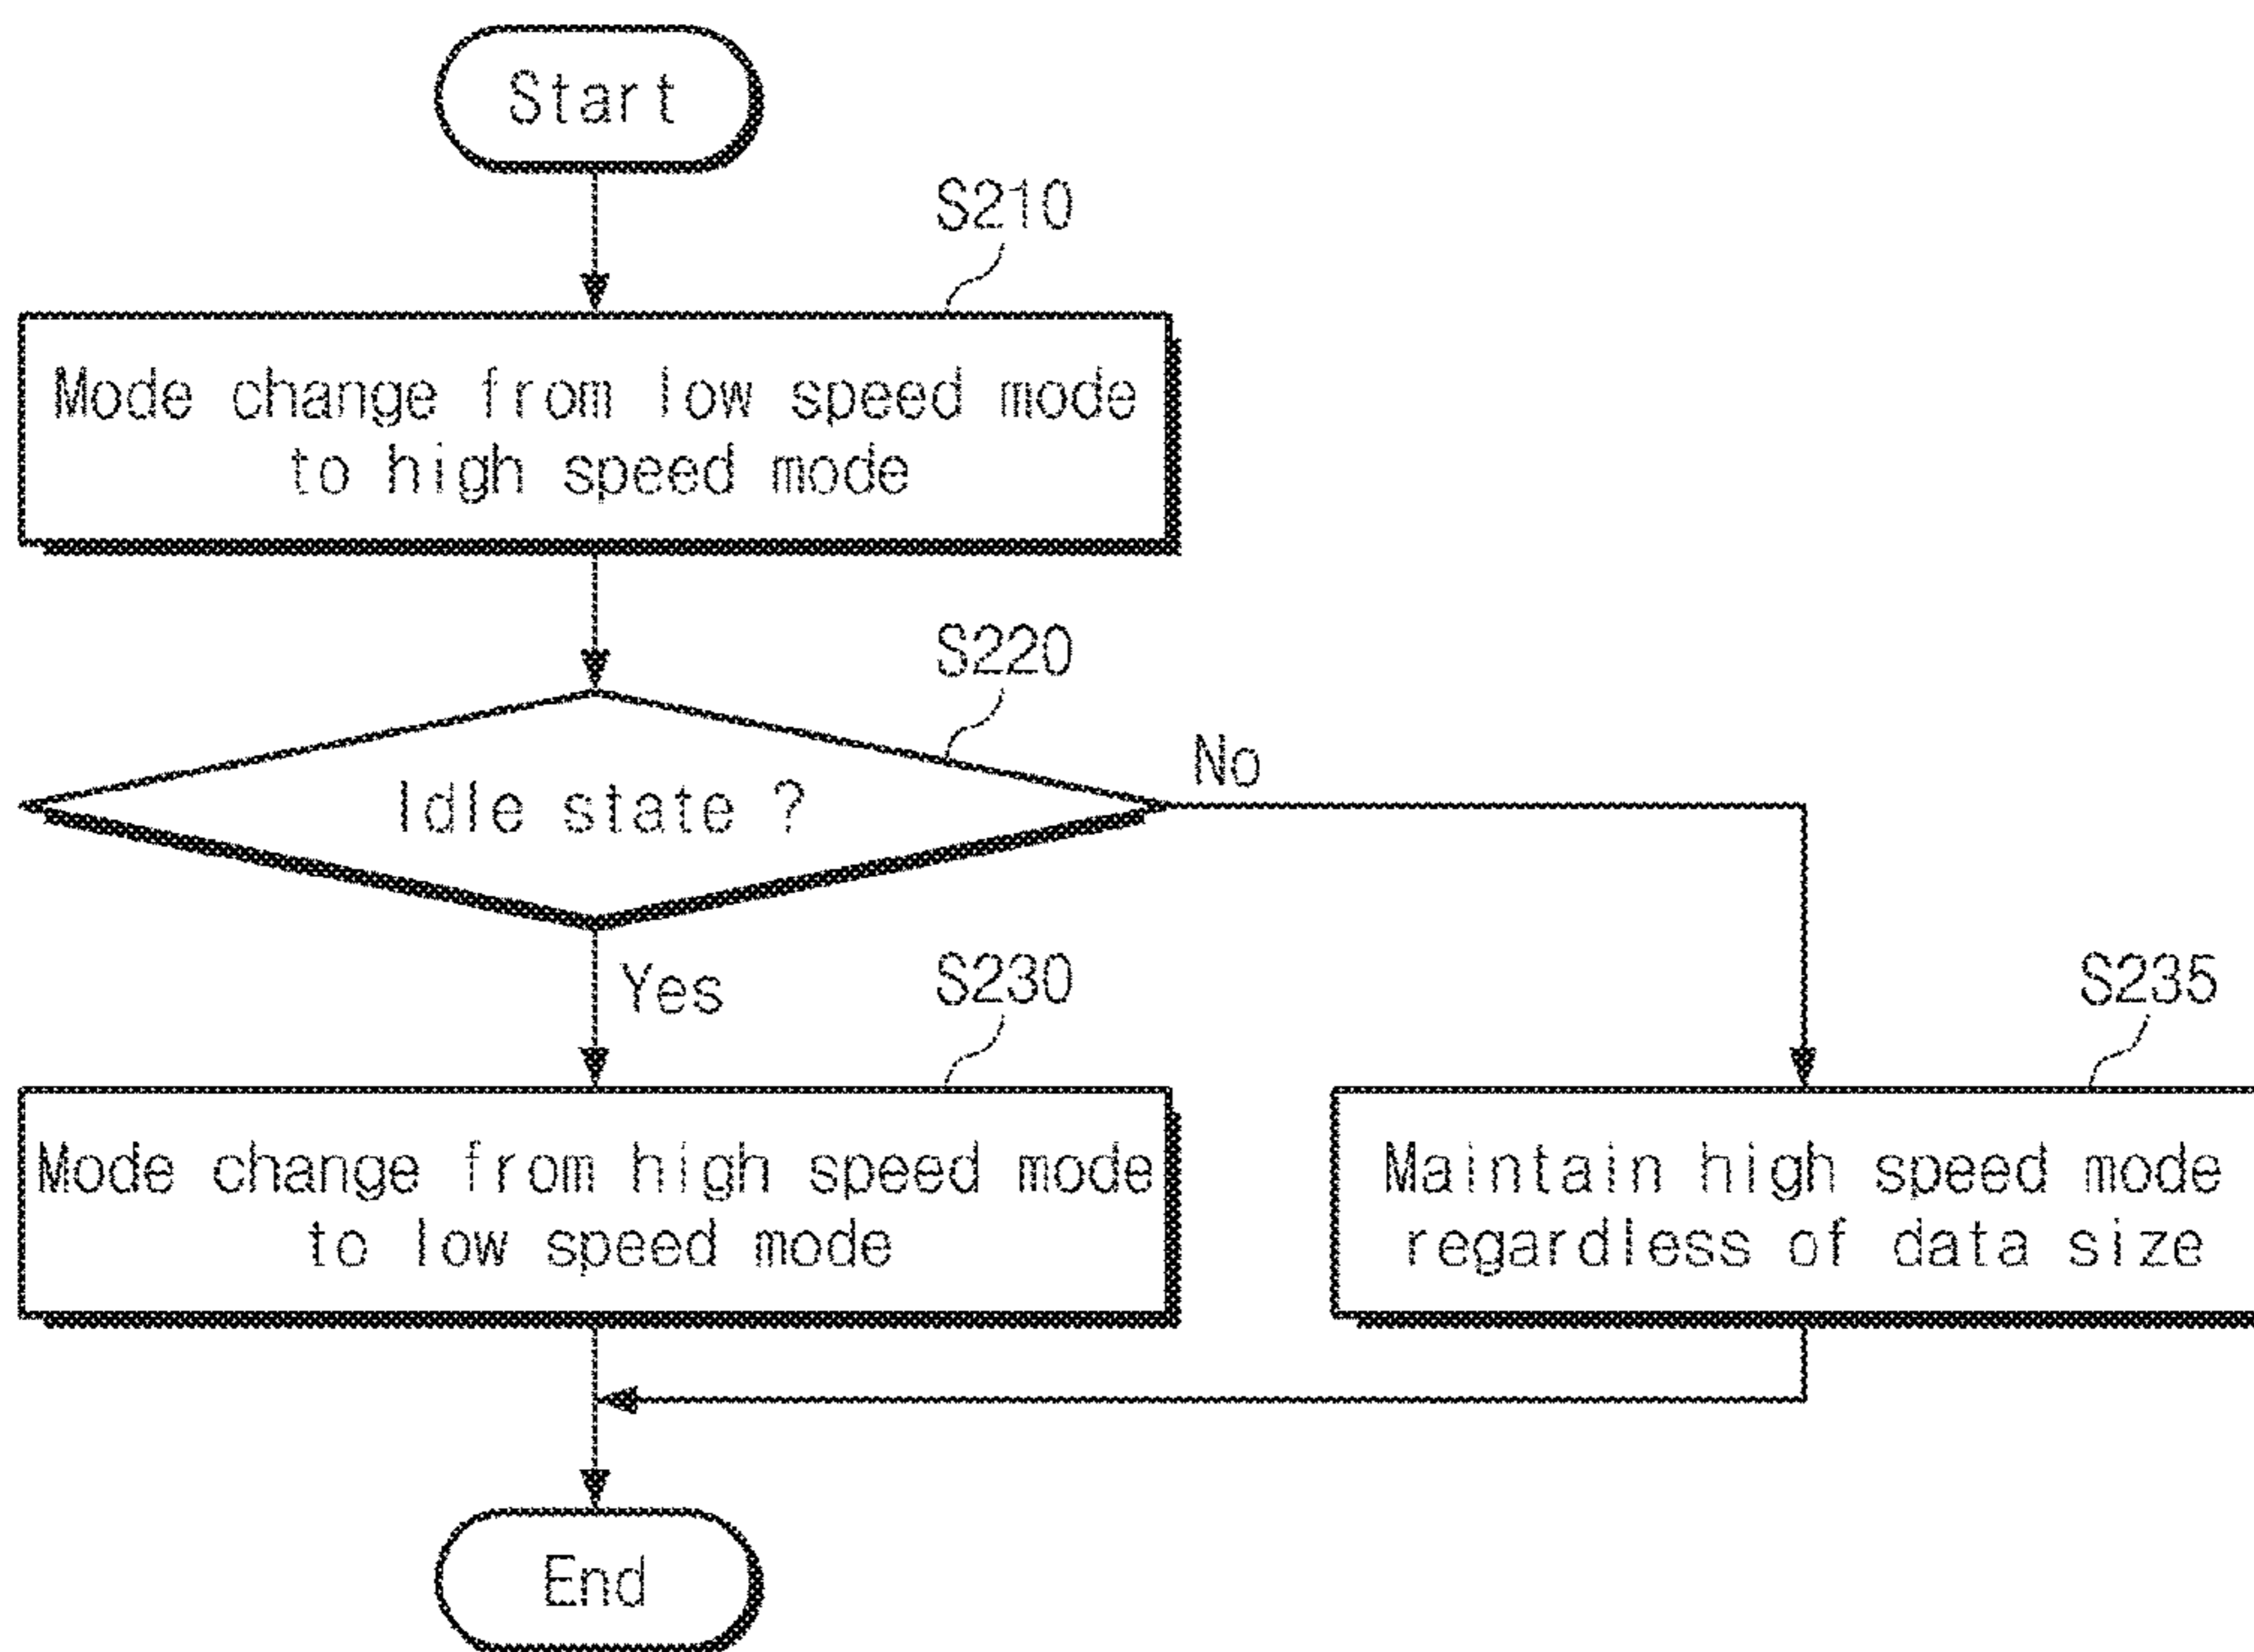 Start
S210
Mode change from low speed mode
to high speed mode
S220
Idle state ?
No
Yes
S230
S235
Mode change from high speed mode
to low speed mode
Maintain high speed mode
regardless of data size
End